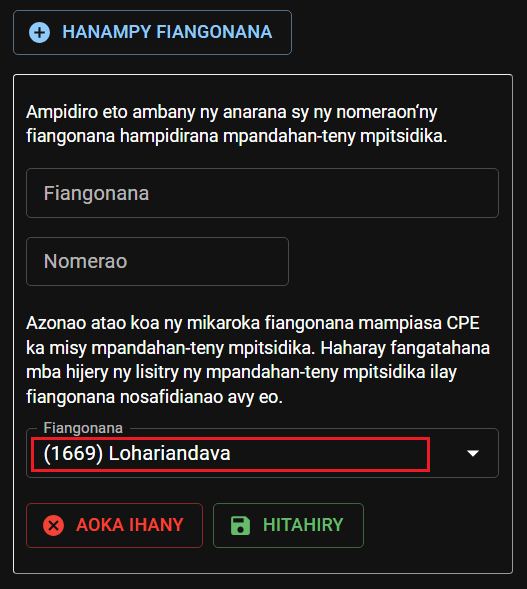 HANAMPY FIANGONANA
Ampidiro eto ambany ny anarana sy ny nomeraon’ny
fiangonana hampidirana mpandahan-teny mpitsidika.
Fiangonana
Nomerao
Azonao atao koa ny mikaroka fiangonana mampiasa CPE
ka misy mpandahan-teny mpitsidika. Haharay fangatahana
mba hijery ny lisitry ny mpandahan-teny mpitsidika ilay
fiangonana nosafidianao avy eo.
Fiangonana
(1669) Lohariandava
AOKA IHANY
HITAHIRY